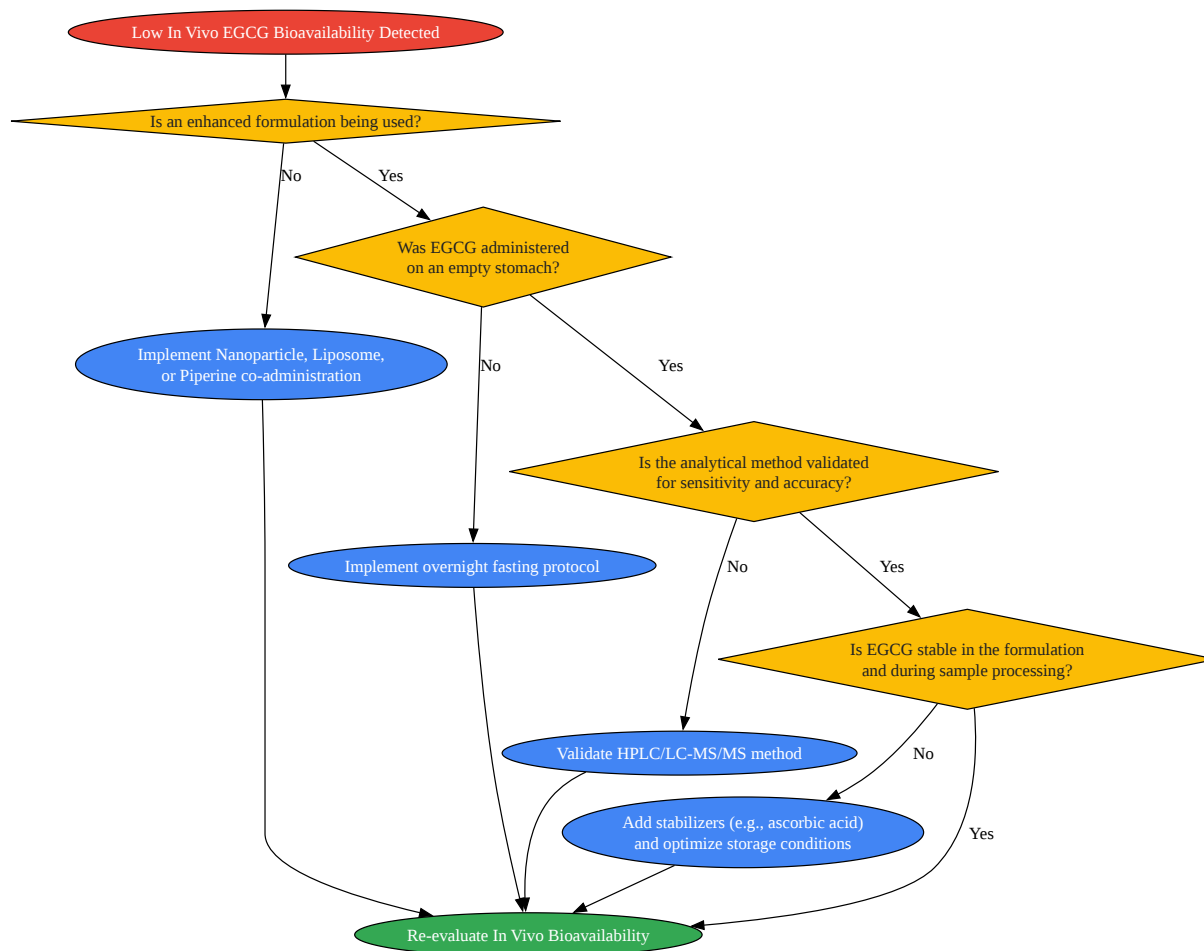 Low In Vivo EGCG Bioavailability Detected
Is an enhanced formulation being used?
No
Yes
Was EGCG administered
on an empty stomach?
Implement Nanoparticle, Liposome,
or Piperine co-administration
No
Yes
Is the analytical method validated
for sensitivity and accuracy?
Implement overnight fasting protocol
No
Yes
Is EGCG stable in the formulation
and during sample processing?
Validate HPLC/LC-MS/MS method
No
Add stabilizers (e.g., ascorbic acid)
and optimize storage conditions
Yes
Re-evaluate In Vivo Bioavailability